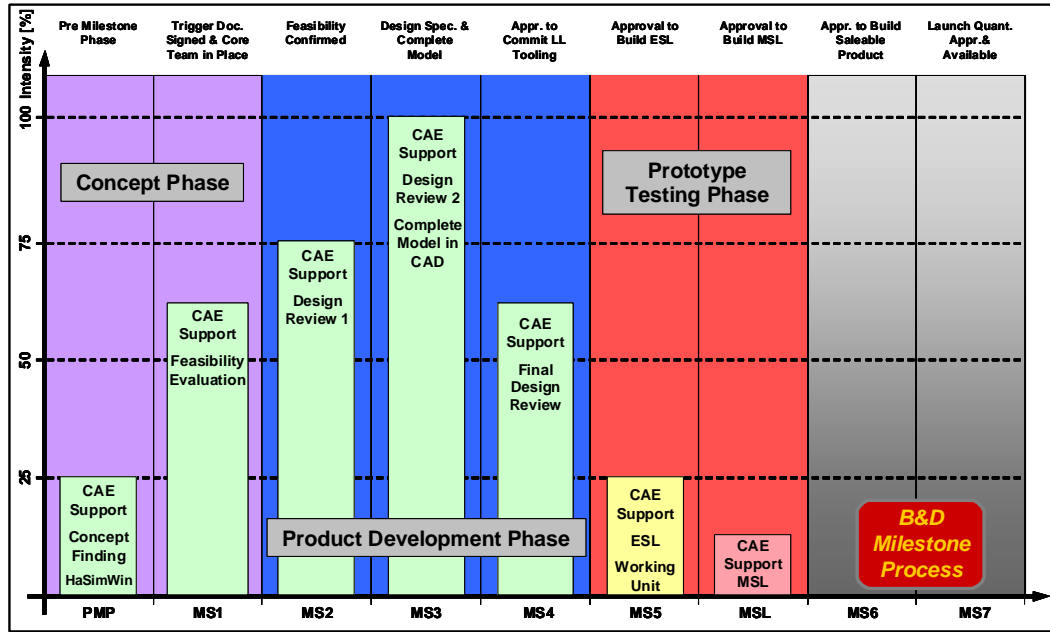 Intensity [%]
100
75
50
25
Pre Milestone
Phase
Trigger Doc.
Signed & Core
Team in Place
Feasibility
Confirmed
Design Spec. &
Complete
Model
Appr. to
Commit LL
Tooling
Approval to
Build ESL
Approval to
Build MSL
Appr. to Build
Saleable
Product
Launch Quant.
Appr.&
Available
Concept Phase
Prototype
Testing Phase
Product Development Phase
CAE
Support
Concept
Finding
HaSimWin
CAE
Support
Feasibility
Evaluation
CAE
Support
Design
Review 1
CAE
Support
Design
Review 2
Complete
Model in
CAD
CAE
Support
Final
Design
Review
CAE
Support
ESL
Working
Unit
CAE
Support
MSL
B&D
Milestone
Process
PMP
MS1
MS2
MS3
MS4
MS5
MSL
MS6
MS7